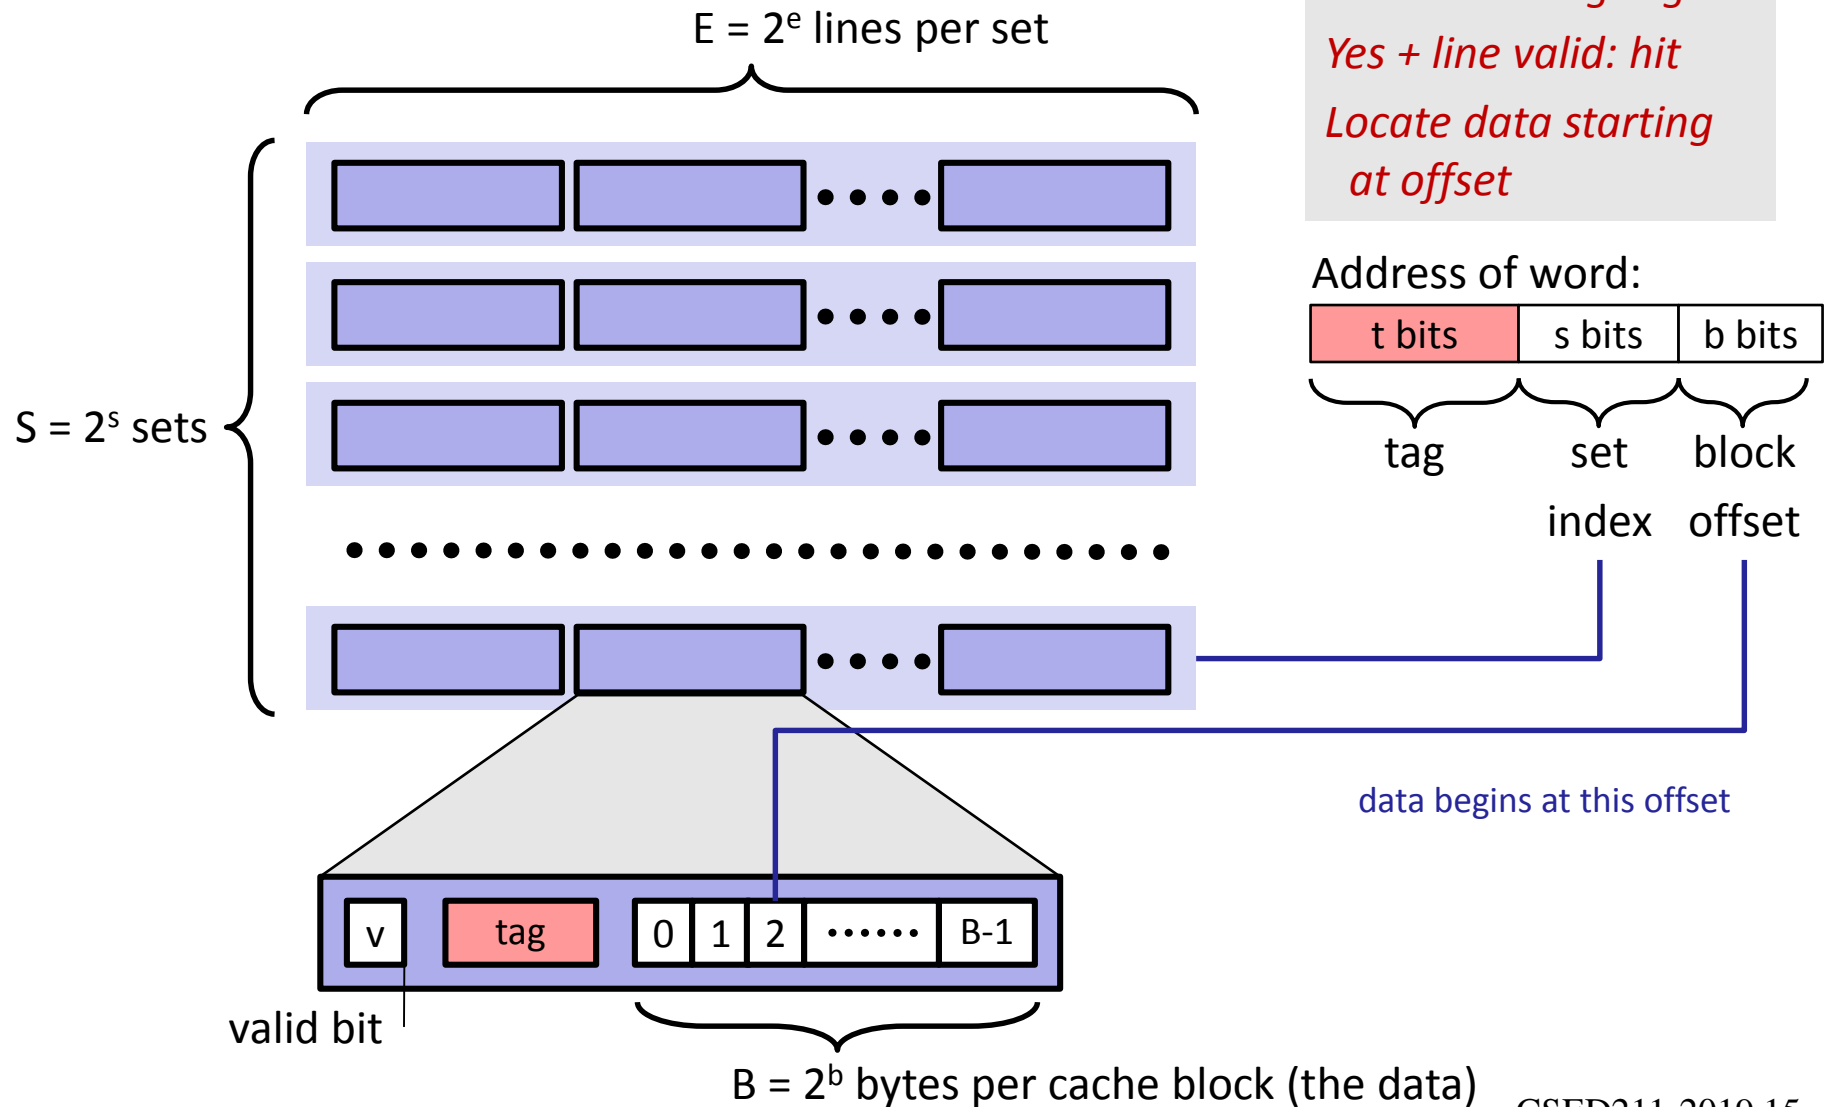 E = 2ᵉ lines per set
Yes + line valid: hit
Locate data starting
at offset
Address of word:
t bits s bits b bits
S = 2ˢ sets
tag set block
index offset
data begins at this offset
v tag 0 1 2 •••••• B-1
valid bit
B = 2ᵇ bytes per cache block (the data)